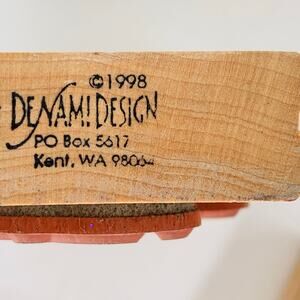 ©1998
DENAMI DESIGN
PO Box 5617
Kent, WA 98064